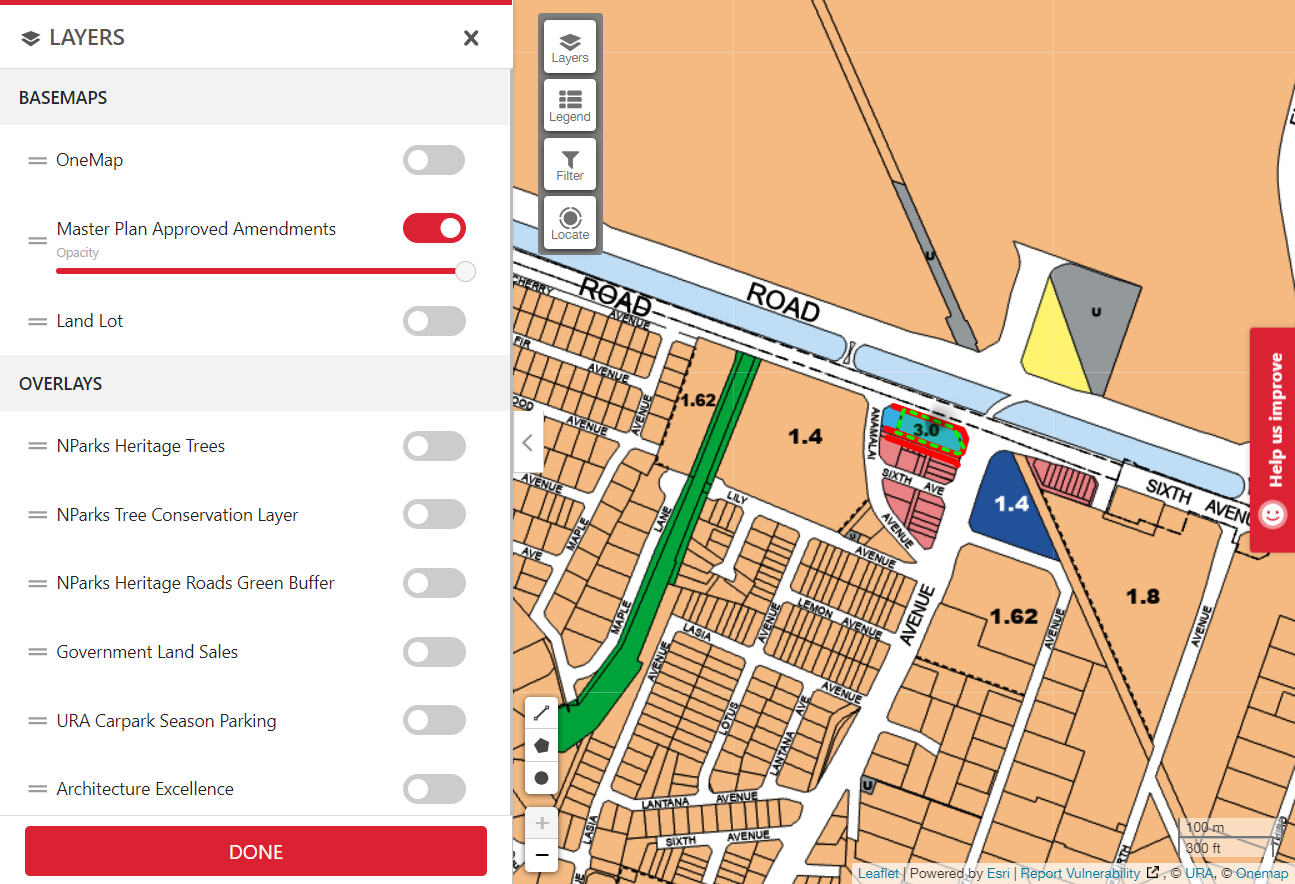 LAYERS
BASEMAPS
OneMap
Master Plan Approved Amendments
Opacity
Land Lot
OVERLAYS
NParks Heritage Trees
NParks Tree Conservation Layer
NParks Heritage Roads Green Buffer
Government Land Sales
URA Carpark Season Parking
Architecture Excellence
DONE
Layers
Legend
Filter
Locate
Help us improve
U
U
ROAD
ROAD
CHERRY
AVENUE
FIR
AVENUE
OOD
AVENUE
AVENUE
1.62
1.4
3.0
ANAMALAI
SIXTH AVE
AVENUE
1.4
SIXTH AVENU
AVENUE
LILY
LANE
AVE
MAPLE
MAPLE
U
AVENUE
LEMON AVENUE
AVENUE
LASIA
AVENUE
AVENUE
1.62
1.8
AVENUE
AVENUE
AVENUE
LOTUS
LANTANA AVE
U
LANTANA AVENUE
LASIA
SIXTH AVENUE
+
−
100 m
300 ft
Leaflet | Powered by Esri | Report Vulnerability , © URA, © Onemap